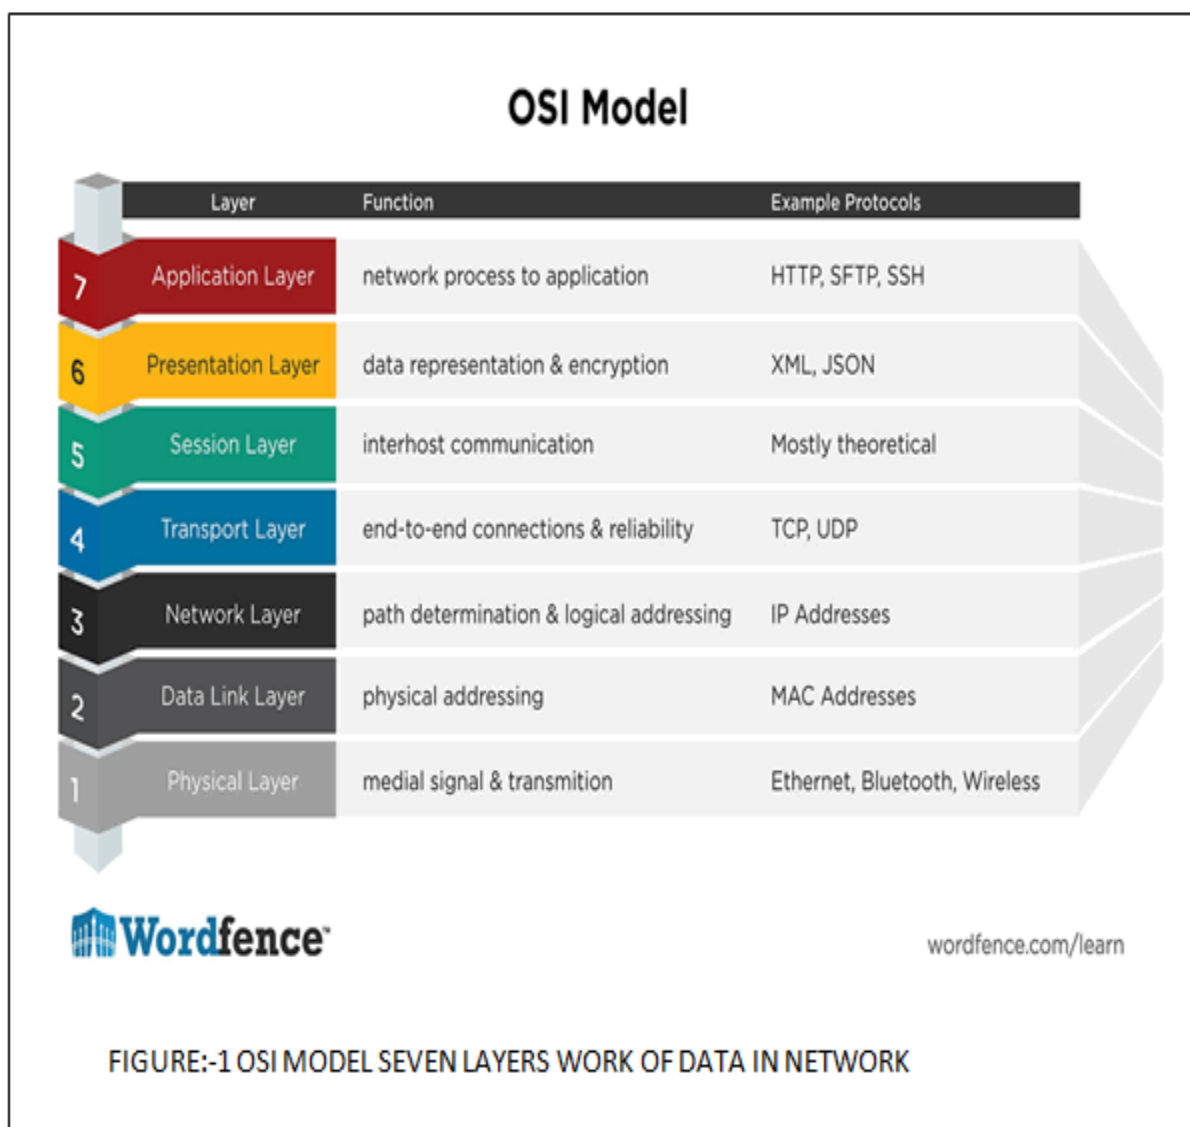 OSI Model
Layer Function Example Protocols
7 Application Layer network process to application HTTP, SFTP, SSH
6 Presentation Layer data representation & encryption XML, JSON
5 Session Layer interhost communication Mostly theoretical
4 Transport Layer end-to-end connections & reliability TCP, UDP
3 Network Layer path determination & logical addressing IP Addresses
2 Data Link Layer physical addressing MAC Addresses
1 Physical Layer medial signal & transmition Ethernet, Bluetooth, Wireless
Wordfence™ wordfence.com/learn
FIGURE:-1 OSI MODEL SEVEN LAYERS WORK OF DATA IN NETWORK